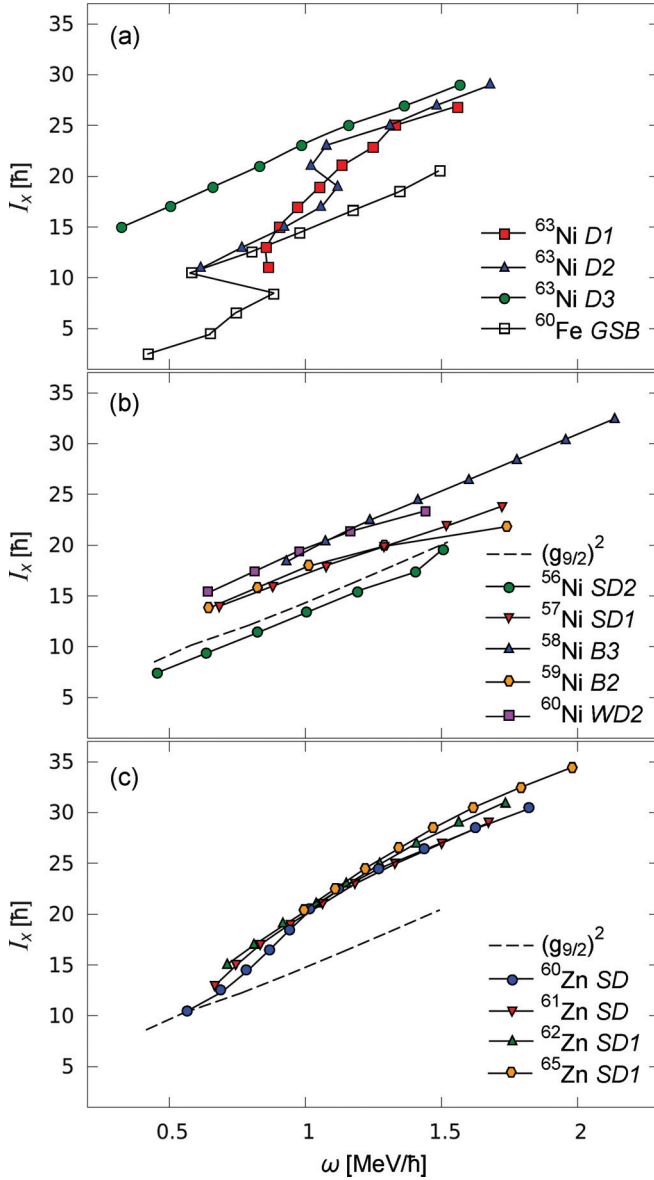 (a)
35
30
25
20
15
10
5
Iₓ [ħ]
⁶³Ni D1
⁶³Ni D2
⁶³Ni D3
⁶⁰Fe GSB
(b)
35
30
25
20
15
10
5
Iₓ [ħ]
(g₉/₂)²
⁵⁶Ni SD2
⁵⁷Ni SD1
⁵⁸Ni B3
⁵⁹Ni B2
⁶⁰Ni WD2
(c)
35
30
25
20
15
10
5
Iₓ [ħ]
(g₉/₂)²
⁶⁰Zn SD
⁶¹Zn SD
⁶²Zn SD1
⁶⁵Zn SD1
0.5 1 1.5 2
ω [MeV/ħ]